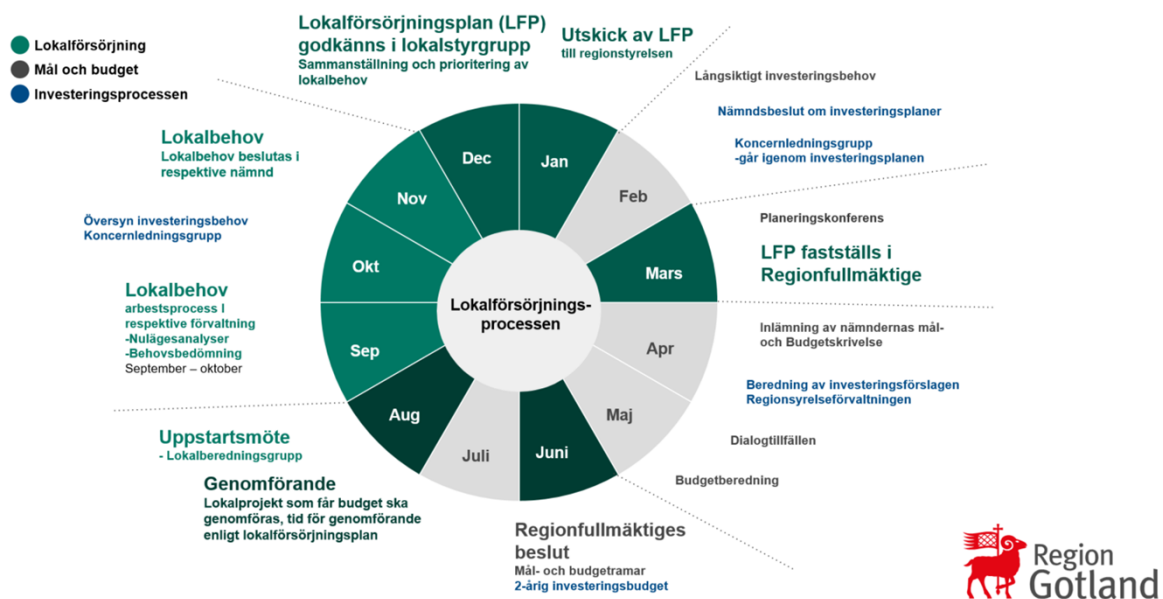 Lokalförsörjning
Mål och budget
Investeringsprocessen
Lokalförsörjningsplan (LFP)
godkänns i lokalstyrgrupp
Sammanställning och prioritering av
lokalbehov
Utskick av LFP
till regionstyrelsen
Långsiktigt investeringsbehov
Nämndsbeslut om investeringsplaner
Koncernledningsgrupp
-går igenom investeringsplanen
Planeringskonferens
LFP fastställs i
Regionfullmäktige
Inlämning av nämndernas mål-
och Budgetskrivelse
Beredning av investeringsförslagen
Regionsyrelseförvaltningen
Dialogtillfällen
Budgetberedning
Regionfullmäktiges
beslut
Mål- och budgetramar
2-årig investeringsbudget
Genomförande
Lokalprojekt som får budget ska
genomföras, tid för genomförande
enligt lokalförsörjningsplan
Uppstartsmöte
- Lokalberedningsgrupp
Lokalbehov
arbestsprocess I
respektive förvaltning
-Nulägesanalyser
-Behovsbedömning
September – oktober
Översyn investeringsbehov
Koncernledningsgrupp
Lokalbehov
Lokalbehov beslutas i
respektive nämnd
Jan
Feb
Mars
Apr
Maj
Juni
Juli
Aug
Sep
Okt
Nov
Dec
Lokalförsörjnings-
processen
Region
Gotland